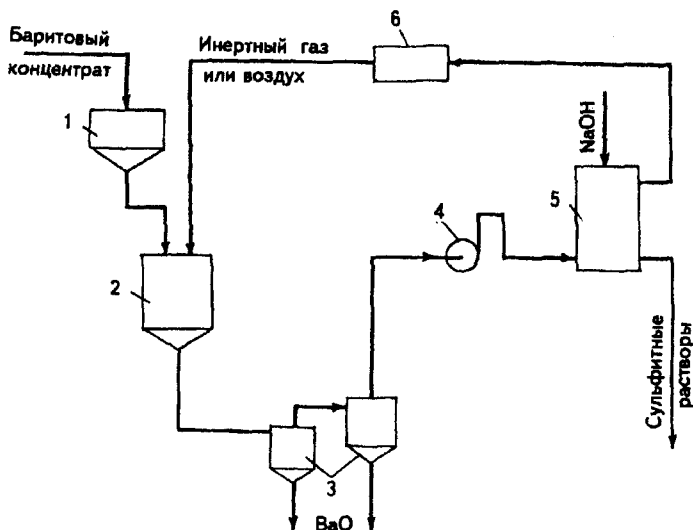 Баритовый
концентрат
Инертный газ
или воздух
6
1
NaOH
5
4
2
Сульфитные
растворы
3
BaO